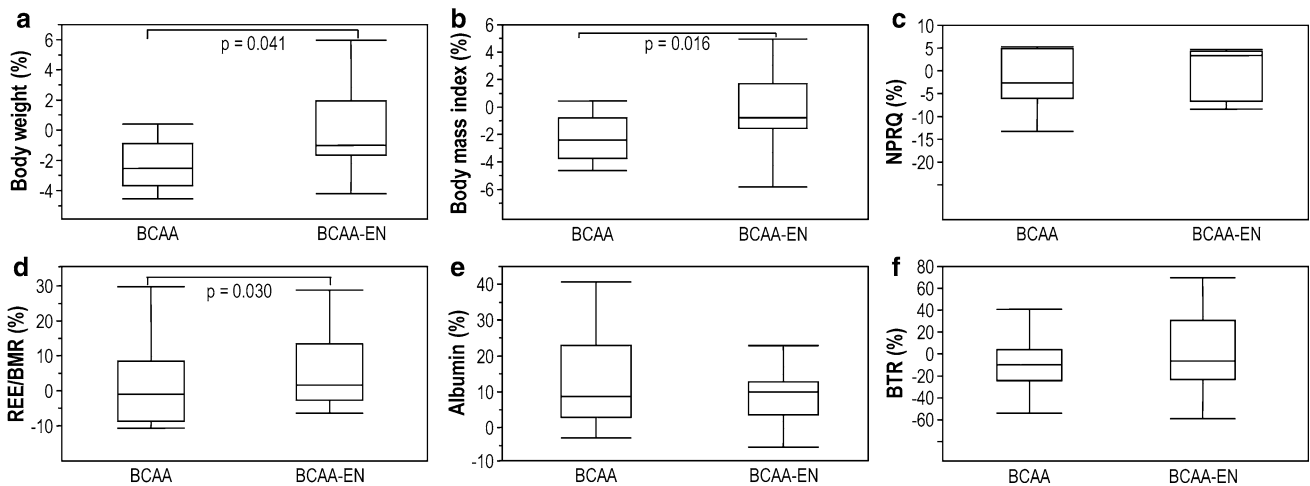 a
Body weight (%)
6
4
2
0
-2
-4
p = 0.041
BCAA
BCAA-EN
b
Body mass index (%)
6
4
2
0
-2
-4
-6
p = 0.016
BCAA
BCAA-EN
c
NPRQ (%)
10
5
0
-5
-10
-15
-20
BCAA
BCAA-EN
d
REE/BMR (%)
30
20
10
0
-10
p = 0.030
BCAA
BCAA-EN
e
Albumin (%)
40
30
20
10
0
-10
BCAA
BCAA-EN
f
BTR (%)
80
60
40
20
0
-20
-40
-60
BCAA
BCAA-EN